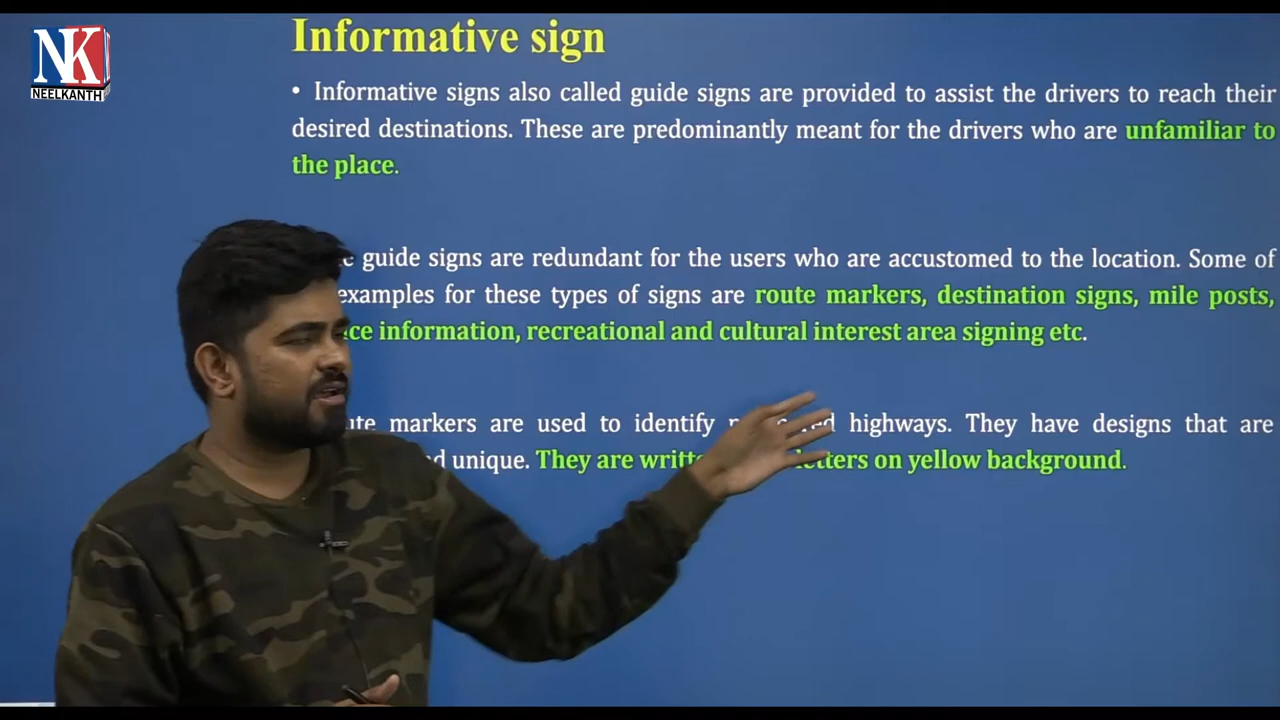 NK
NEELKANTH
Informative sign
• Informative signs also called guide signs are provided to assist the drivers to reach their
desired destinations. These are predominantly meant for the drivers who are unfamiliar to
the place.
guide signs are redundant for the users who are accustomed to the location. Some of
examples for these types of signs are route markers, destination signs, mile posts,
information, recreational and cultural interest area signing etc.
markers are used to identify highways. They have designs that are
unique. They are on yellow background.